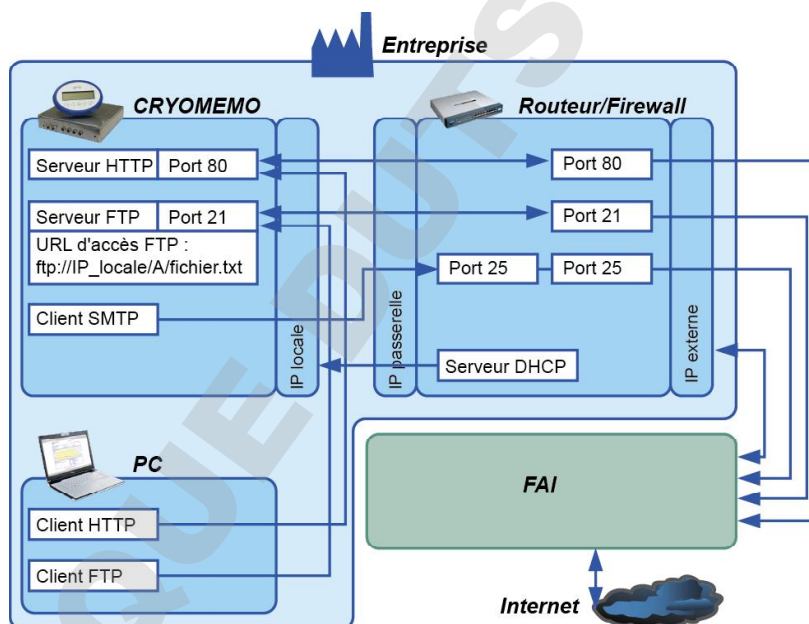 Entreprise
CRYOMEMO
Routeur/Firewall
Serveur HTTP
Port 80
Port 80
Serveur FTP
Port 21
Port 21
URL d'accès FTP :
ftp://IP_locale/A/fichier.txt
Port 25
Port 25
Client SMTP
IP locale
IP passerelle
IP externe
Serveur DHCP
PC
FAI
Client HTTP
Client FTP
Internet
QUE DUTS